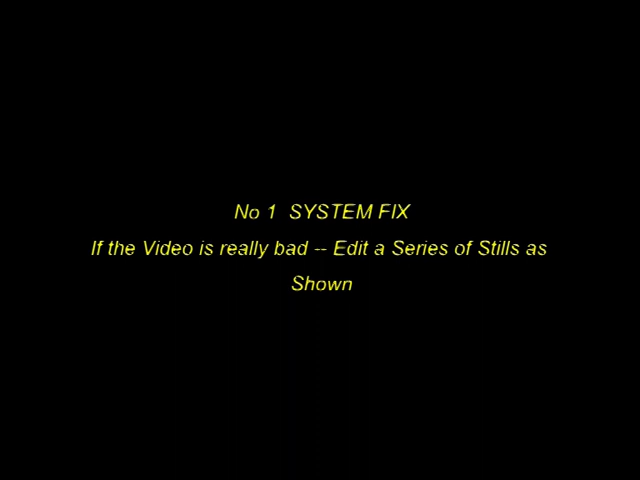 No 1  SYSTEM FIX
If the Video is really bad -- Edit a Series of Stills as
Shown